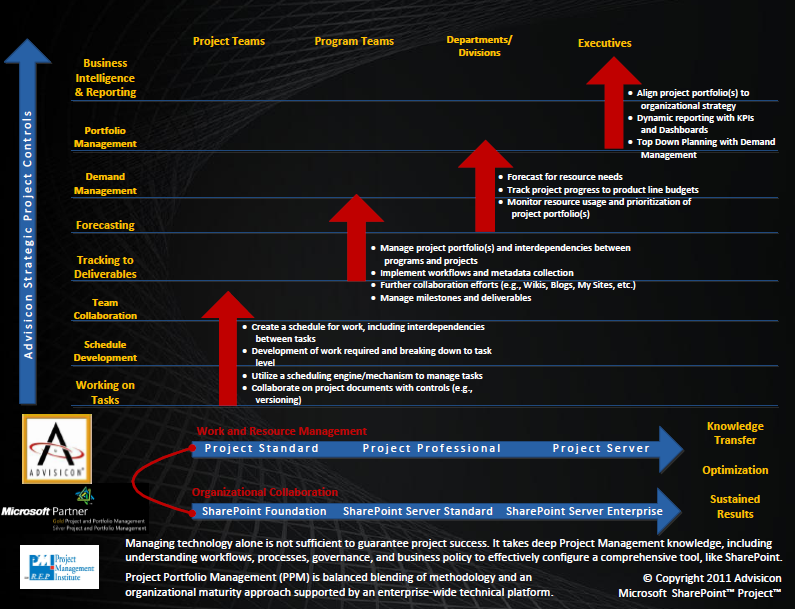 Project Teams
Program Teams
Departments/
Divisions
Executives
Advisicon Strategic Project Controls
Business
Intelligence
& Reporting
Portfolio
Management
Demand
Management
Forecasting
Tracking to
Deliverables
Team
Collaboration
Schedule
Development
Working on
Tasks
• Align project portfolio(s) to
organizational strategy
• Dynamic reporting with KPIs
and Dashboards
• Top Down Planning with Demand
Management
• Forecast for resource needs
• Track project progress to product line budgets
• Monitor resource usage and prioritization of
project portfolio(s)
• Manage project portfolio(s) and interdependencies between
programs and projects
• Implement workflows and metadata collection
• Further collaboration efforts (e.g., Wikis, Blogs, My Sites, etc.)
• Manage milestones and deliverables
• Create a schedule for work, including interdependencies
between tasks
• Development of work required and breaking down to task
level
• Utilize a scheduling engine/mechanism to manage tasks
• Collaborate on project documents with controls (e.g.,
versioning)
ADVISICON
Work and Resource Management
Project Standard Project Professional Project Server
Organizational Collaboration
SharePoint Foundation SharePoint Server Standard SharePoint Server Enterprise
Knowledge
Transfer
Optimization
Sustained
Results
Microsoft Partner
Gold Project and Portfolio Management
Silver Project and Portfolio Management
PMI
R.E.P.
Project
Management
Institute
Managing technology alone is not sufficient to guarantee project success. It takes deep Project Management knowledge, including
understanding workflows, processes, governance, and business policy to effectively configure a comprehensive tool, like SharePoint.
Project Portfolio Management (PPM) is balanced blending of methodology and an
organizational maturity approach supported by an enterprise-wide technical platform.
© Copyright 2011 Advisicon
Microsoft SharePoint™ Project™